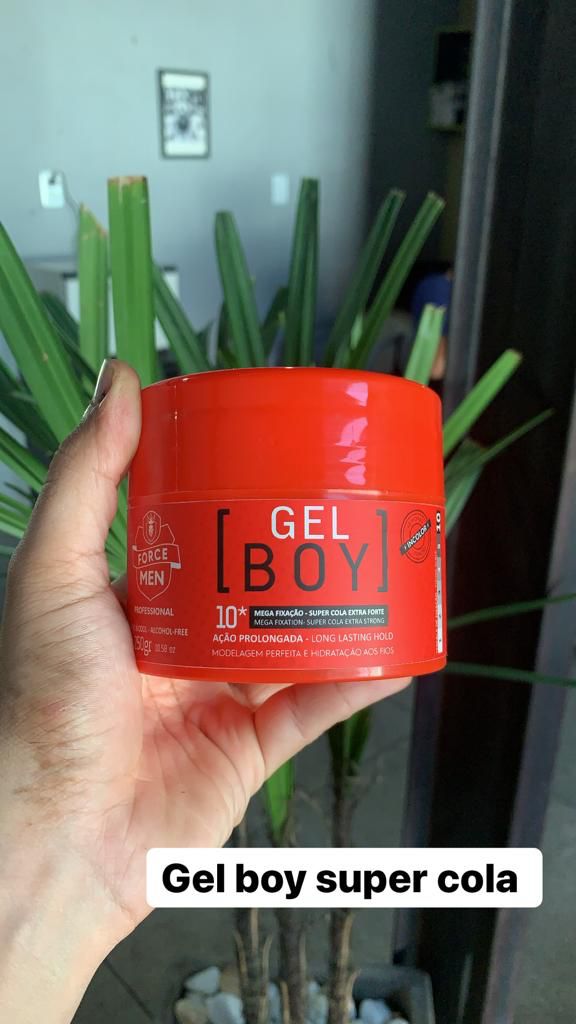 GEL
[BOY]
INCOLOR
FORCE
MEN
PROFESSIONAL
10*
MEGA FIXAÇÃO - SUPER COLA EXTRA FORTE
MEGA FIXATION- SUPER COLA EXTRA STRONG
ALCOOL - ALCOHOL-FREE
AÇÃO PROLONGADA - LONG LASTING HOLD
250gr 10.58 oz
MODELAGEM PERFEITA E HIDRATAÇÃO AOS FIOS
10
Gel boy super cola